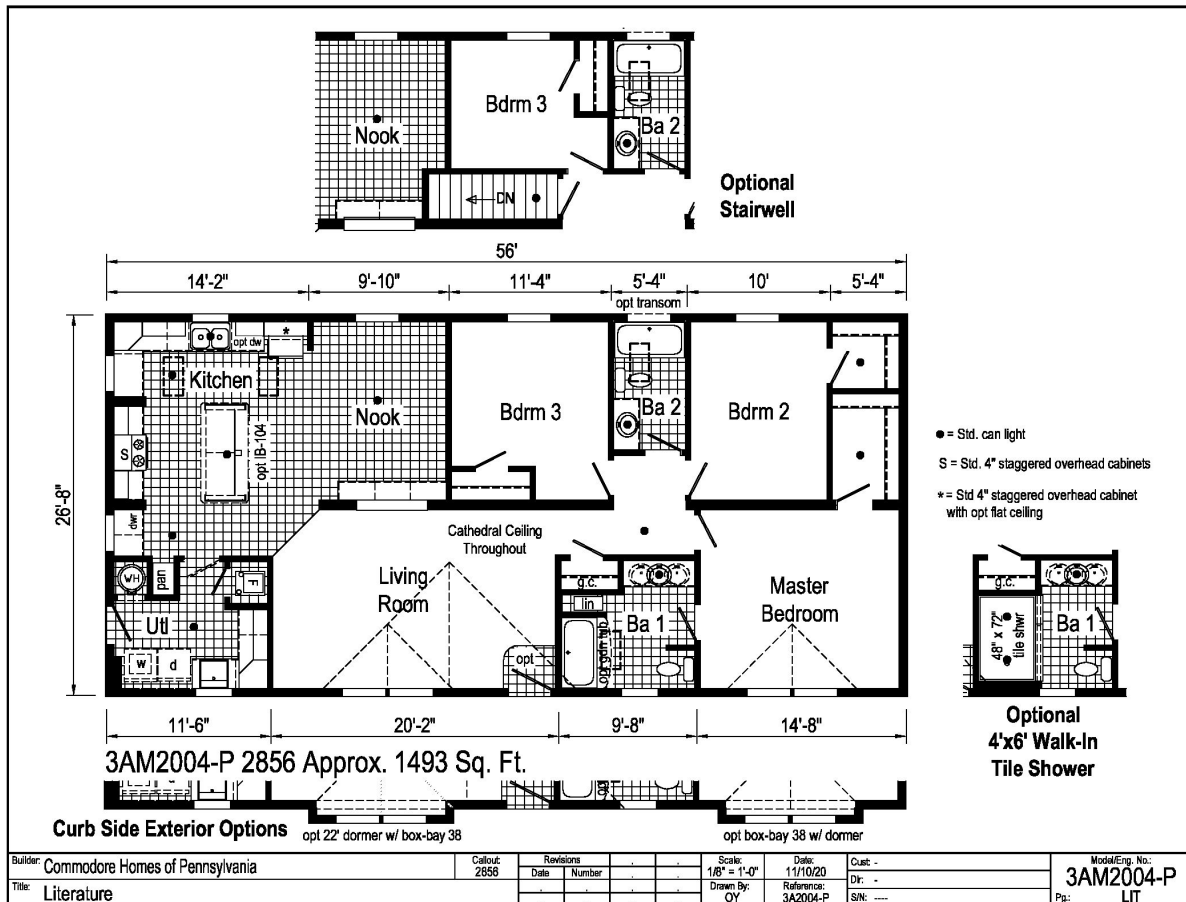 Nook
Bdrm 3
Ba 2
DN
Optional
Stairwell
56'
14'-2"
9'-10"
11'-4"
5'-4"
10'
5'-4"
opt transom
26'-8"
opt dw
*
Kitchen
Nook
Bdrm 3
Ba 2
Bdrm 2
S
opt IB-104
dwr
● = Std. can light
S = Std. 4" staggered overhead cabinets
* = Std 4" staggered overhead cabinet
with opt flat ceiling
Cathedral Ceiling
Throughout
WH
pan
F
Living
Room
g.c.
lin
Master
Bedroom
Utl
Ba 1
opt gdn tub
opt
w
d
g.c.
48" x 72"
tile shwr
Ba 1
Optional
4'x6' Walk-In
Tile Shower
11'-6"
20'-2"
9'-8"
14'-8"
3AM2004-P 2856 Approx. 1493 Sq. Ft.
Curb Side Exterior Options
opt 22' dormer w/ box-bay 38
opt box-bay 38 w/ dormer
Builder: Commodore Homes of Pennsylvania
Title: Literature
Callout:
2856
Revisions
Date Number
Scale:
1/8" = 1'-0"
Drawn By:
OY
Date:
11/10/20
Reference:
3A2004-P
Cust: -
Dir: -
S/N: ----
Model/Eng. No.:
3AM2004-P
Pg.: LIT